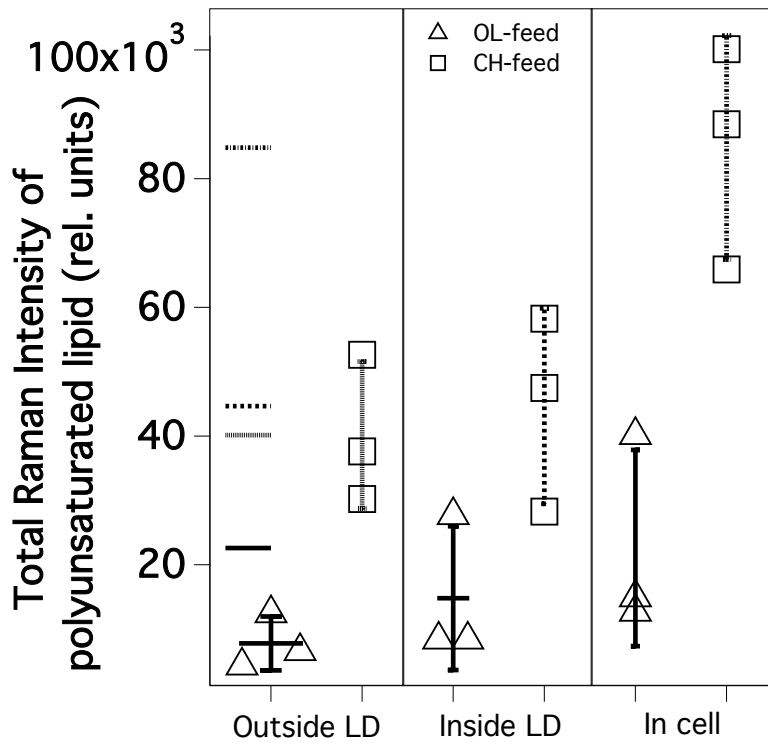 Total Raman Intensity of
polyunsaturated lipid (rel. units)
100x10³
80
60
40
20
OL-feed
CH-feed
Outside LD
Inside LD
In cell